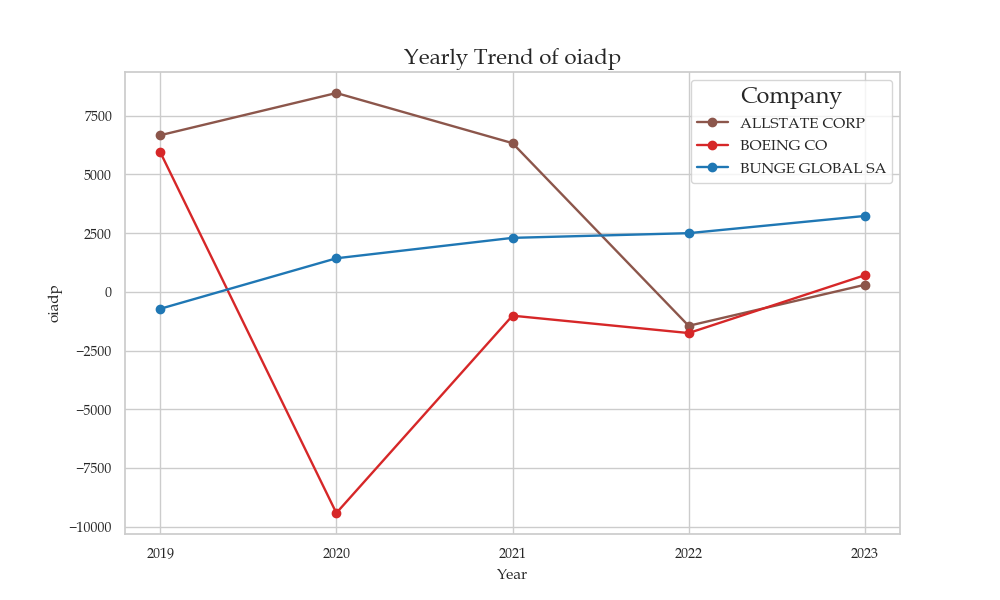 Yearly Trend of oiadp
Company
ALLSTATE CORP
BOEING CO
BUNGE GLOBAL SA
oiadp
7500
5000
2500
0
−2500
−5000
−7500
−10000
2019 2020 2021 2022 2023
Year